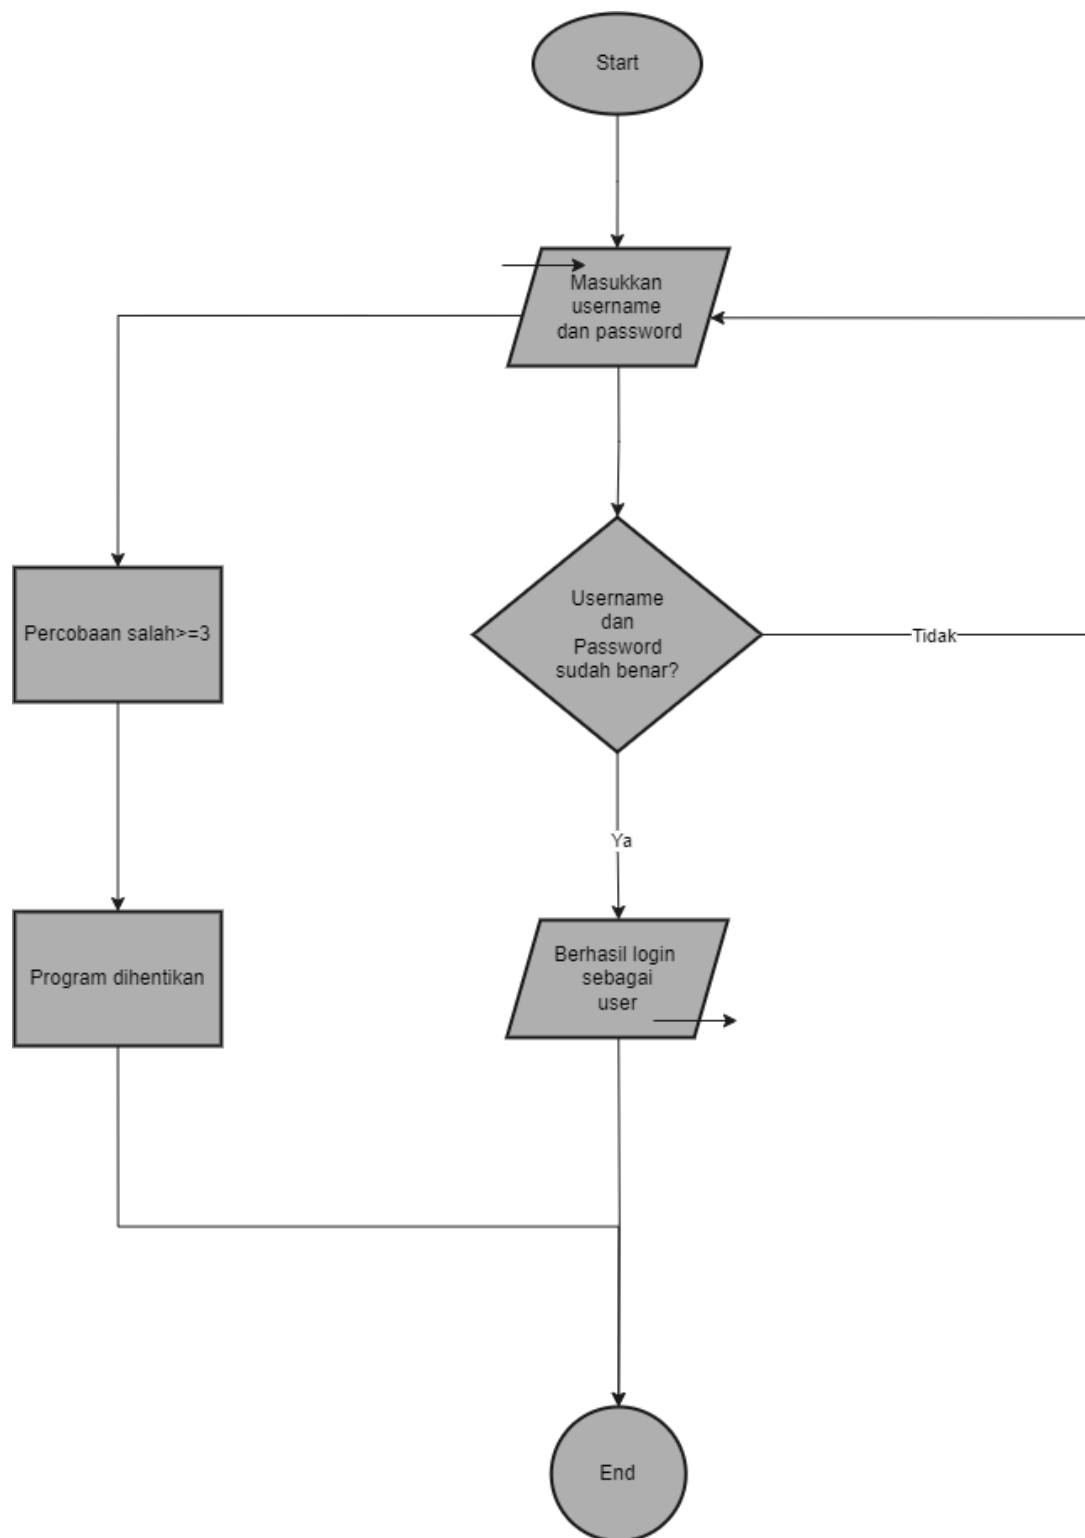 Start
Masukkan
username
dan password
Percobaan salah>=3
Username
dan
Password
sudah benar?
Tidak
Ya
Program dihentikan
Berhasil login
sebagai
user
End